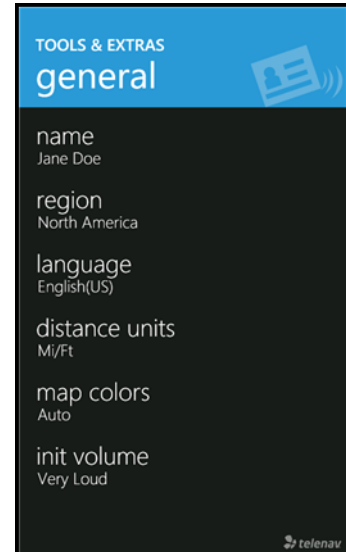 TOOLS & EXTRAS
general
name
Jane Doe
region
North America
language
English(US)
distance units
Mi/Ft
map colors
Auto
init volume
Very Loud
telenav